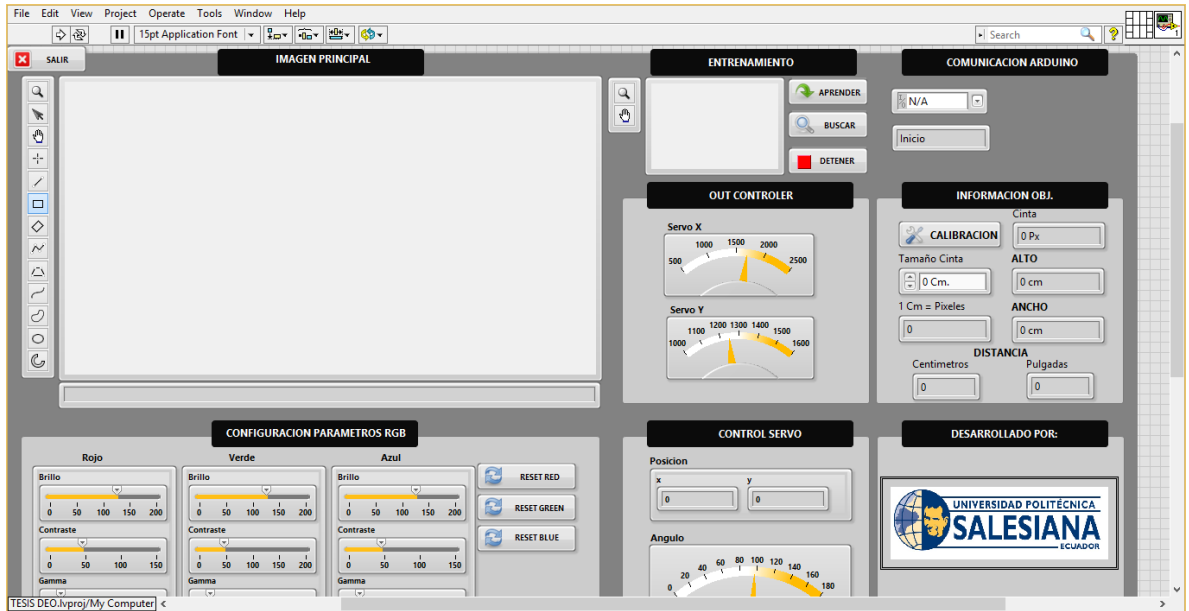 File Edit View Project Operate Tools Window Help
15pt Application Font
Search
1
SALIR
IMAGEN PRINCIPAL
ENTRENAMIENTO
APRENDER
BUSCAR
DETENER
COMUNICACION ARDUINO
N/A
Inicio
OUT CONTROLER
Servo X
500 1000 1500 2000 2500
Servo Y
1000 1100 1200 1300 1400 1500 1600
INFORMACION OBJ.
CALIBRACION
Cinta
0 Px
Tamaño Cinta
0 Cm.
ALTO
0 cm
1 Cm = Pixeles
0
ANCHO
0 cm
DISTANCIA
Centimetros Pulgadas
0 0
CONFIGURACION PARAMETROS RGB
Rojo Verde Azul
Brillo Brillo Brillo
0 50 100 150 200 0 50 100 150 200 0 50 100 150 200
Contraste Contraste Contraste
0 50 100 150 0 50 100 150 200 0 50 100 150
Gamma Gamma Gamma
RESET RED
RESET GREEN
RESET BLUE
CONTROL SERVO
Posicion
x y
0 0
Angulo
0 20 40 60 80 100 120 140 160 180
DESARROLLADO POR:
UNIVERSIDAD POLITÉCNICA
SALESIANA
ECUADOR
TESIS DEO.lvproj/My Computer